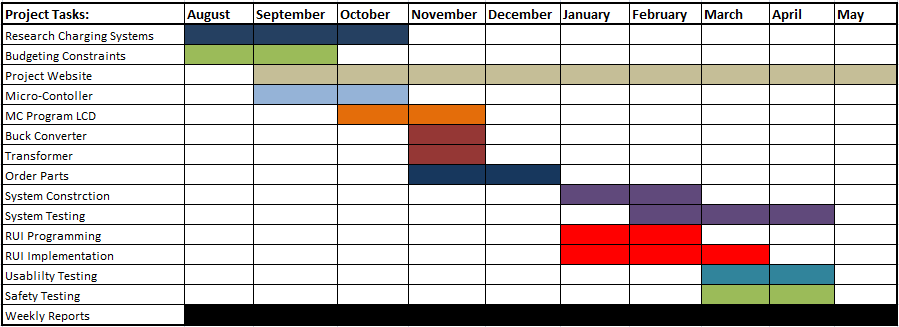 Project Tasks: August September October November December January February March April May
Research Charging Systems
Budgeting Constraints
Project Website
Micro-Contoller
MC Program LCD
Buck Converter
Transformer
Order Parts
System Constrction
System Testing
RUI Programming
RUI Implementation
Usablilty Testing
Safety Testing
Weekly Reports